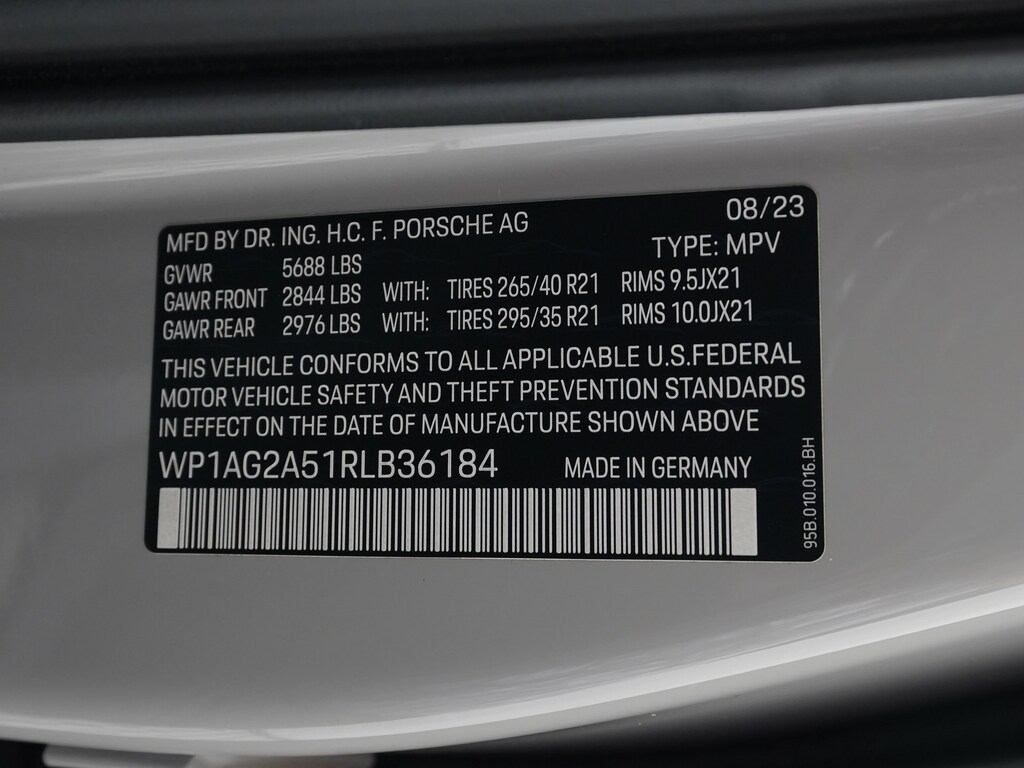 08/23
MFD BY DR. ING. H.C. F. PORSCHE AG
TYPE: MPV
GVWR 5688 LBS
GAWR FRONT 2844 LBS WITH: TIRES 265/40 R21 RIMS 9.5JX21
GAWR REAR 2976 LBS WITH: TIRES 295/35 R21 RIMS 10.0JX21
THIS VEHICLE CONFORMS TO ALL APPLICABLE U.S.FEDERAL
MOTOR VEHICLE SAFETY AND THEFT PREVENTION STANDARDS
IN EFFECT ON THE DATE OF MANUFACTURE SHOWN ABOVE
WP1AG2A51RLB36184 MADE IN GERMANY
95B.010.016.BH